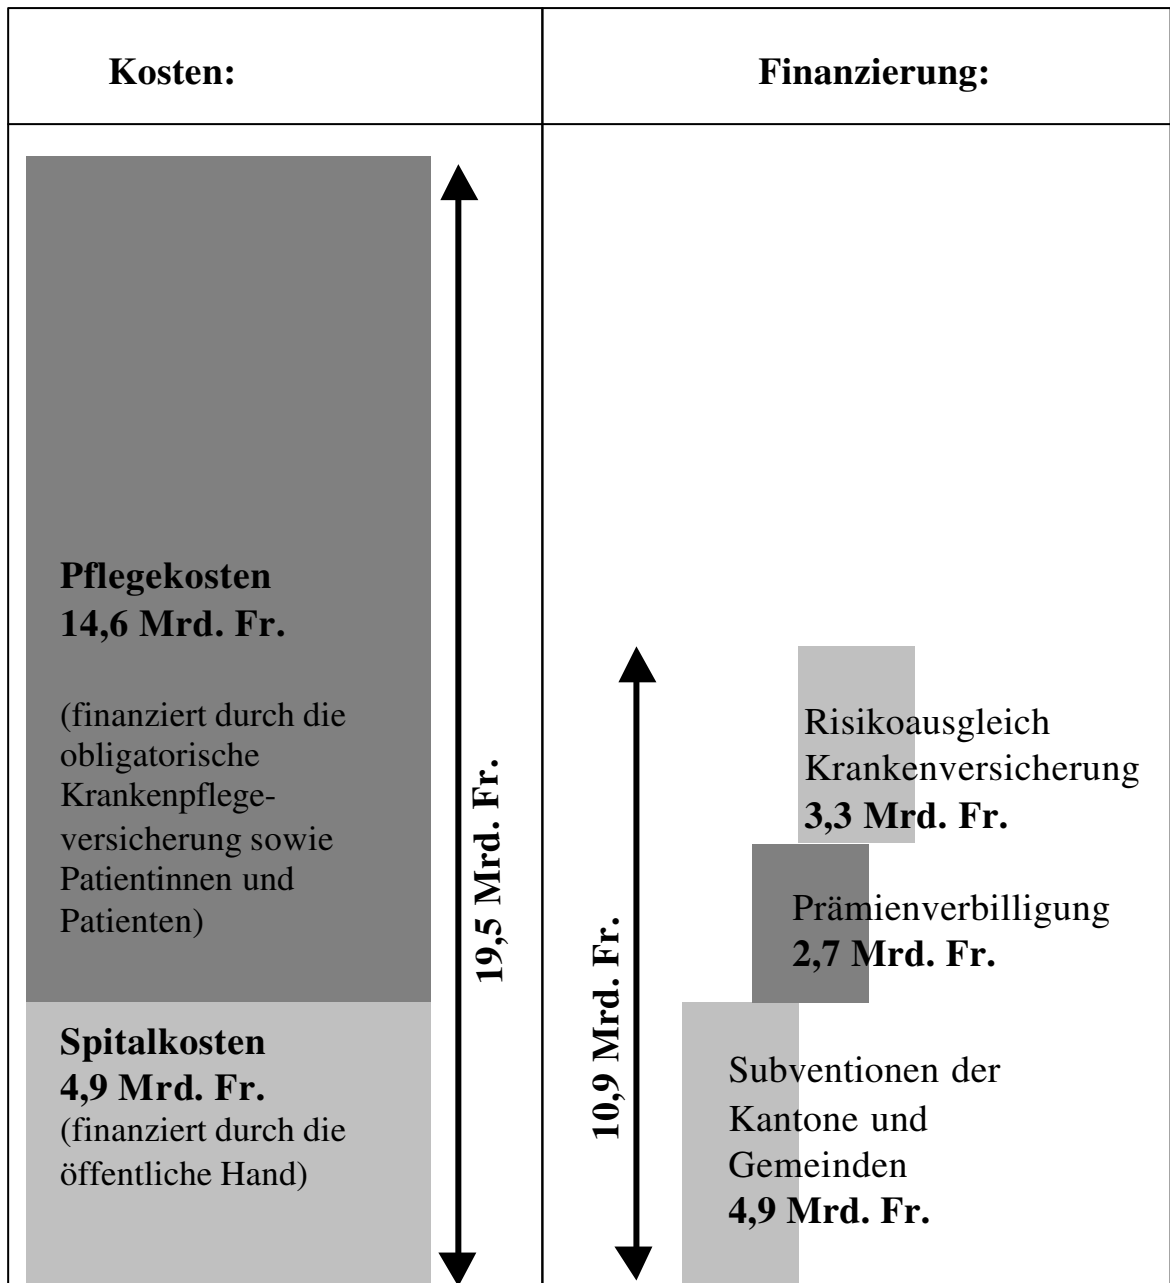 Kosten:
Finanzierung:
Pflegekosten
14,6 Mrd. Fr.
(finanziert durch die
obligatorische
Krankenpflege-
versicherung sowie
Patientinnen und
Patienten)
Spitalkosten
4,9 Mrd. Fr.
(finanziert durch die
öffentliche Hand)
19,5 Mrd. Fr.
10,9 Mrd. Fr.
Risikoausgleich
Krankenversicherung
3,3 Mrd. Fr.
Prämienverbilligung
2,7 Mrd. Fr.
Subventionen der
Kantone und
Gemeinden
4,9 Mrd. Fr.